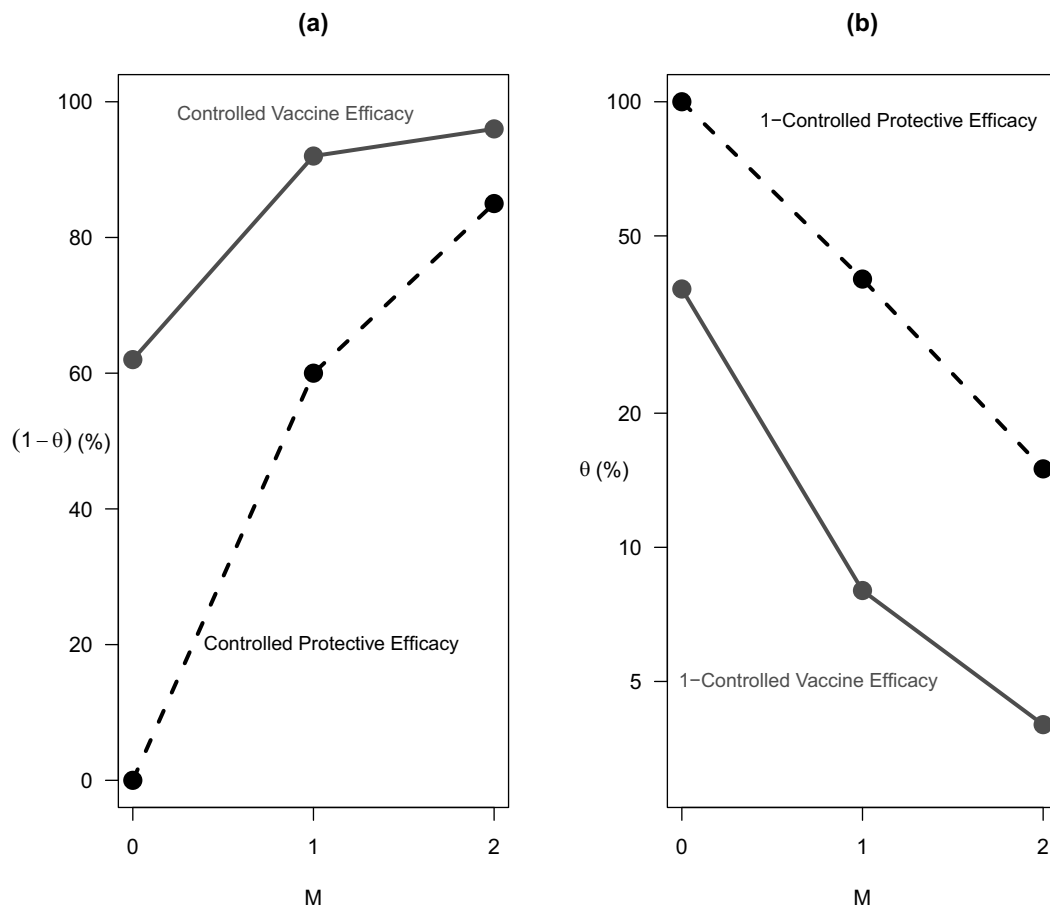 (a)
100
80
60
40
20
0
(1−θ) (%)
Controlled Vaccine Efficacy
Controlled Protective Efficacy
0 1 2
M
(b)
100
50
20
10
5
θ (%)
1−Controlled Protective Efficacy
1−Controlled Vaccine Efficacy
0 1 2
M